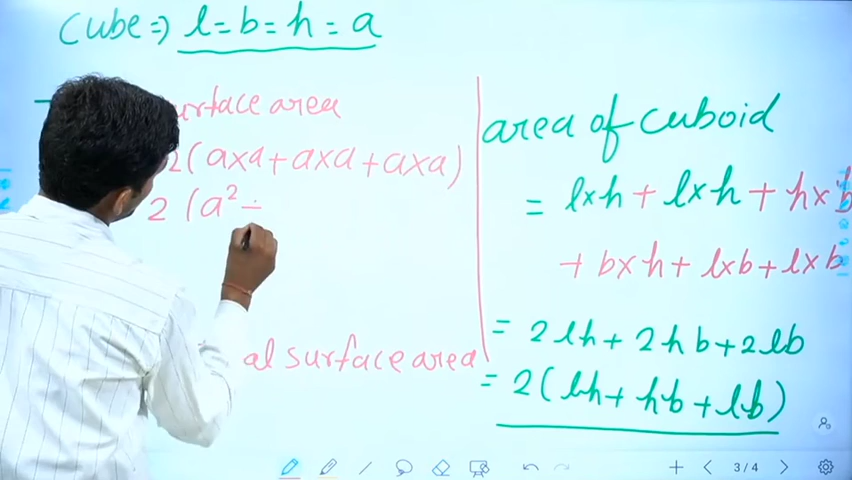 Cube => l = b = h = a
surface area
2(a×a+a×a+a×a)
2 (a²
al surface area
area of cuboid
= l×h + l×h + h×b
+ b×h + l×b + l×b
= 2lh + 2hb + 2lb
= 2(lh + hb + lb)
3/4